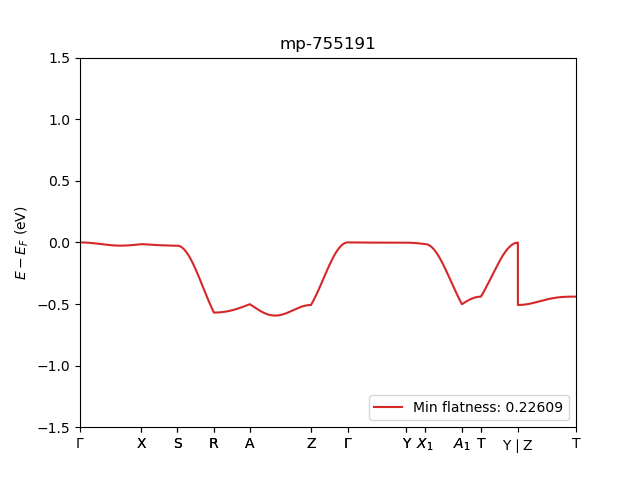 mp-755191
E − E_F (eV)
1.5
1.0
0.5
0.0
−0.5
−1.0
−1.5
Min flatness: 0.22609
Γ X S R A Z Γ Y X₁ A₁ T Y | Z T